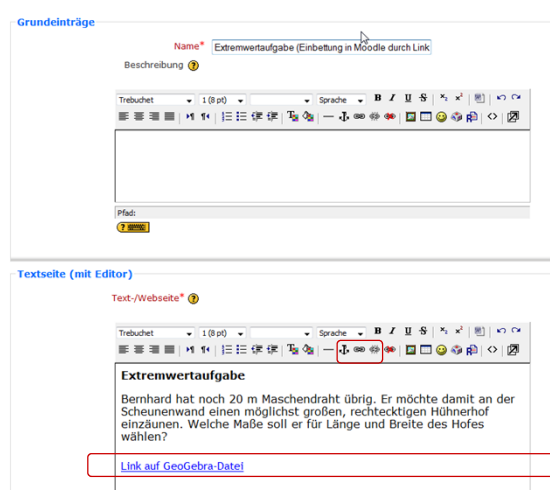 Grundeinträge
Name* Extremwertaufgabe (Einbettung in Moodle durch Link
Beschreibung
Trebuchet 1 (8 pt) Sprache B I U S
Pfad:
Textseite (mit Editor)
Text-/Webseite*
Trebuchet 1 (8 pt) Sprache B I U S
Extremwertaufgabe
Bernhard hat noch 20 m Maschendraht übrig. Er möchte damit an der
Scheunenwand einen möglichst großen, rechtecktigen Hühnerhof
einzäunen. Welche Maße soll er für Länge und Breite des Hofes
wählen?
Link auf GeoGebra-Datei